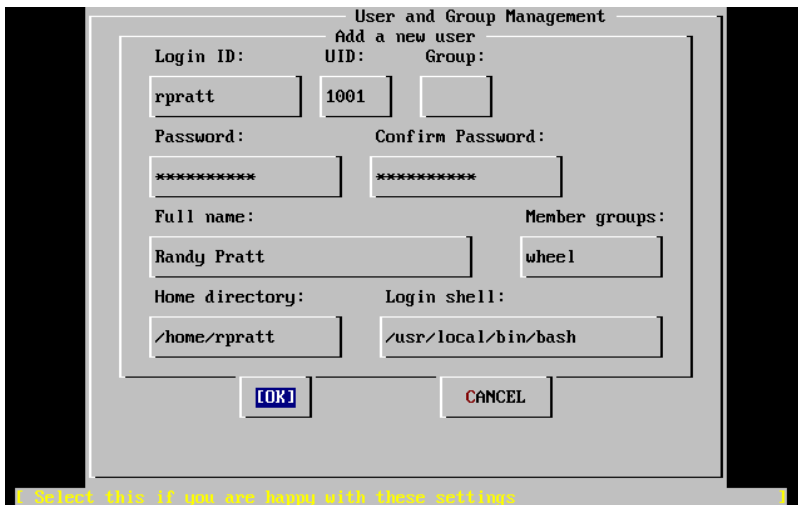 User and Group Management
Add a new user
Login ID: UID: Group:
rpratt 1001
Password: Confirm Password:
********** **********
Full name: Member groups:
Randy Pratt wheel
Home directory: Login shell:
/home/rpratt /usr/local/bin/bash
[OK] CANCEL
[ Select this if you are happy with these settings ]